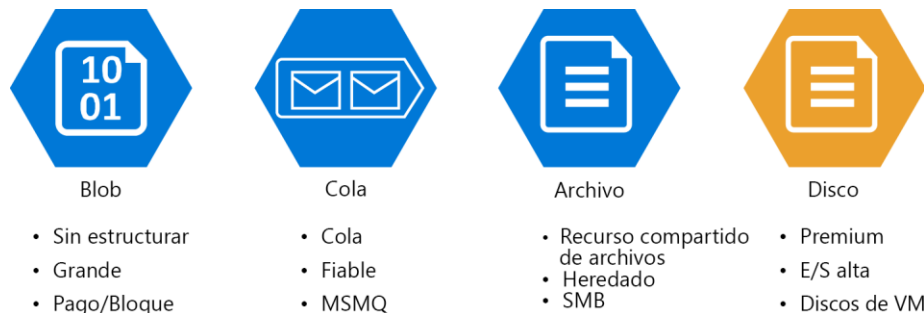 10
01
Blob
• Sin estructurar
• Grande
• Pago/Bloque
Cola
• Cola
• Fiable
• MSMQ
Archivo
• Recurso compartido
de archivos
• Heredado
• SMB
Disco
• Premium
• E/S alta
• Discos de VM